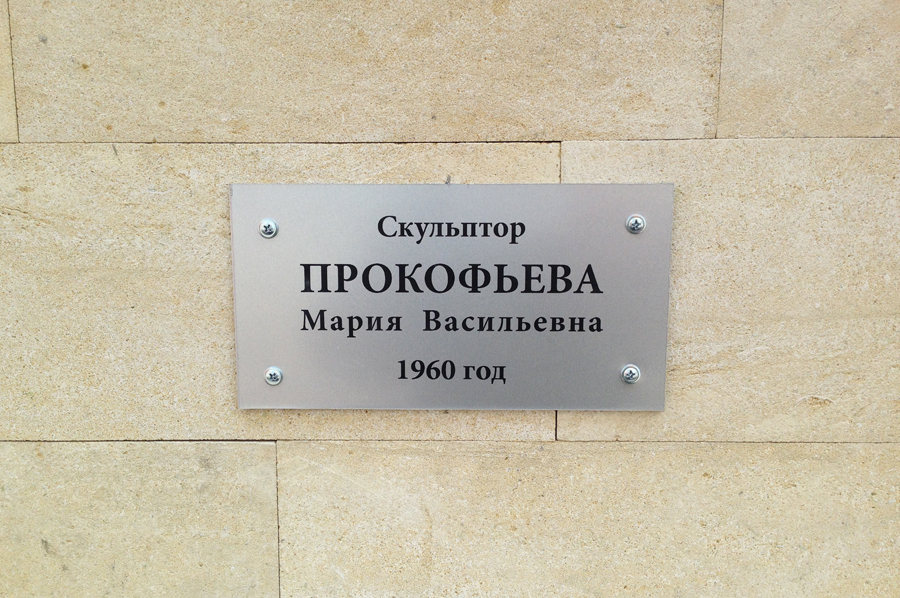 Скульптор
ПРОКОФЬЕВА
Мария Васильевна
1960 год